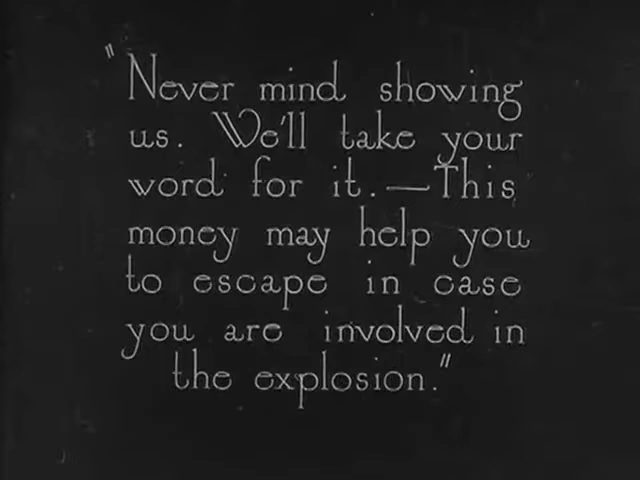 "Never mind showing
us. We'll take your
word for it.—This
money may help you
to escape in case
you are involved in
the explosion."